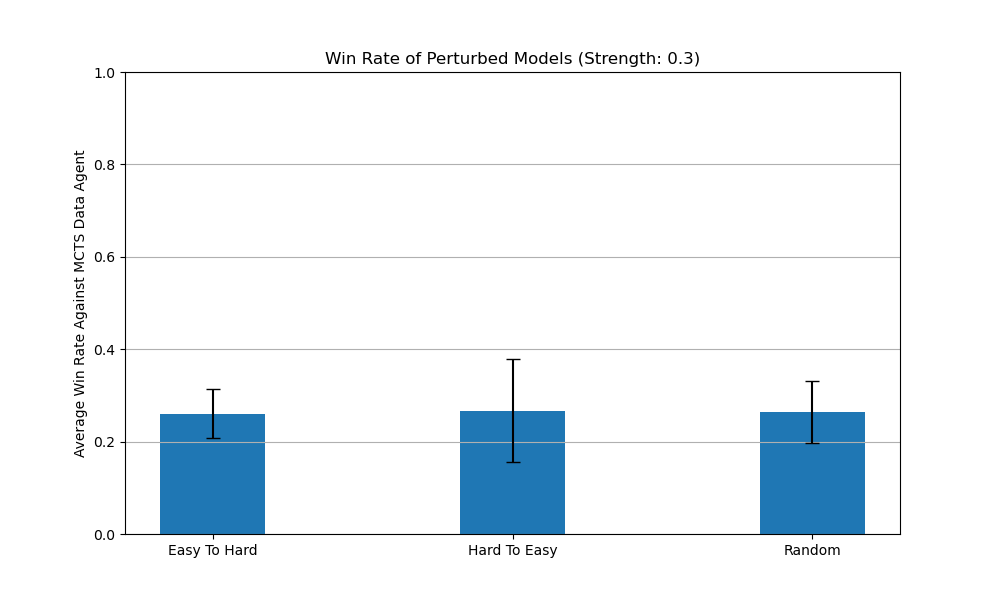 Win Rate of Perturbed Models (Strength: 0.3)
Average Win Rate Against MCTS Data Agent
1.0
0.8
0.6
0.4
0.2
0.0
Easy To Hard
Hard To Easy
Random